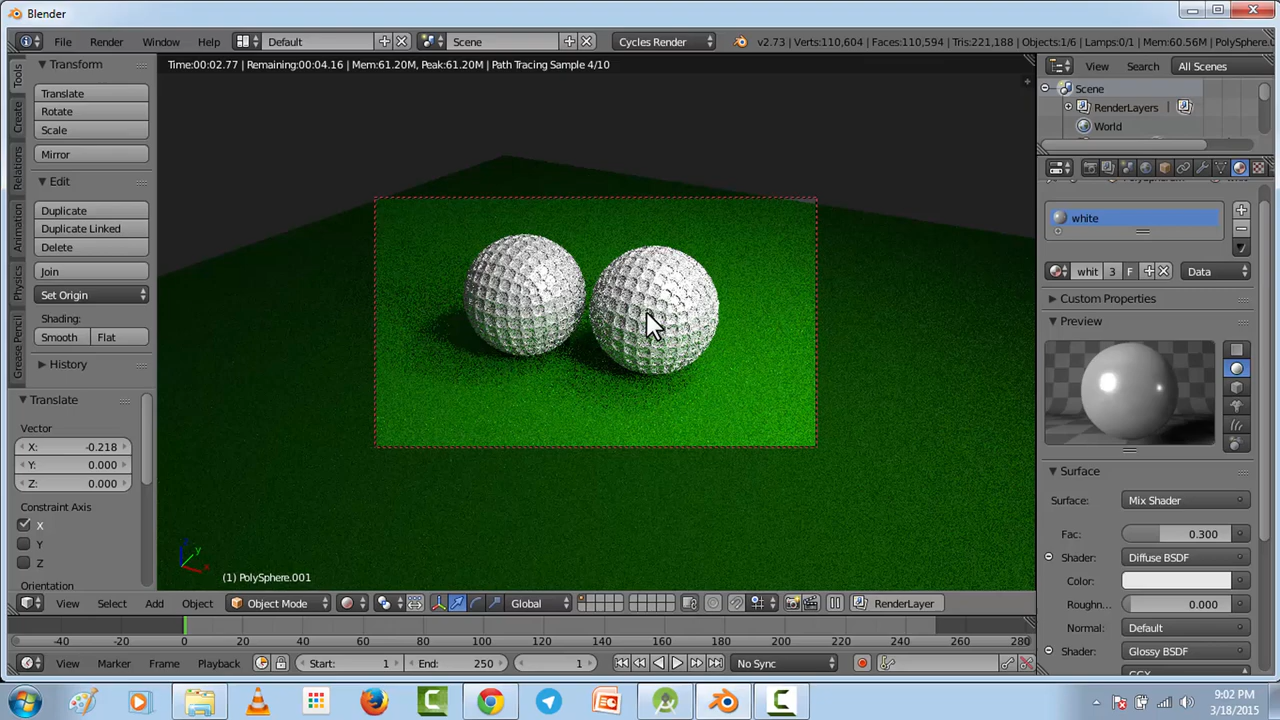 Blender
File Render Window Help Default Scene Cycles Render v2.73 | Verts:110,604 | Faces:110,594 | Tris:221,188 | Objects:1/6 | Lamps:0/1 | Mem:60.56M | PolySphere.
Time:00:02.77 | Remaining:00:04.16 | Mem:61.20M, Peak:61.20M | Path Tracing Sample 4/10
View Search All Scenes
Scene
RenderLayers
World
Tools
Create
Relations
Animation
Physics
Grease Pencil
Transform
Translate
Rotate
Scale
Mirror
Edit
Duplicate
Duplicate Linked
Delete
Join
Set Origin
Shading:
Smooth Flat
History
Translate
Vector
X: -0.218
Y: 0.000
Z: 0.000
Constraint Axis
X
Y
Z
Orientation
z
y
x
(1) PolySphere.001
white
whit 3 F Data
Custom Properties
Preview
Surface
Surface: Mix Shader
Fac: 0.300
Shader: Diffuse BSDF
Color:
Roughn... 0.000
Normal: Default
Shader: Glossy BSDF
View Select Add Object Object Mode Global RenderLayer
-40 -20 0 20 40 60 80 100 120 140 160 180 200 220 240 260 280
View Marker Frame Playback Start: 1 End: 250 1 No Sync
9:02 PM
3/18/2015